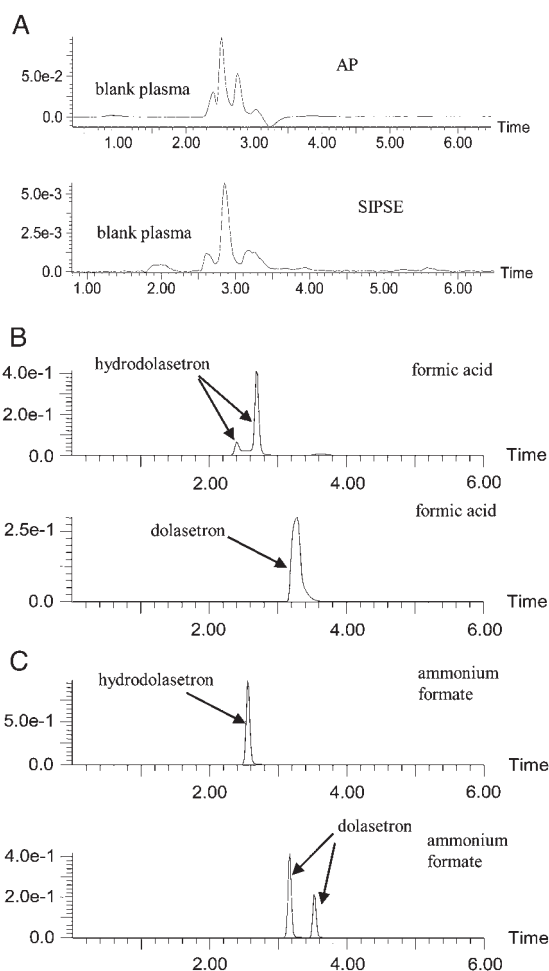 A
AP
blank plasma
5.0e-2
0.0
1.00 2.00 3.00 4.00 5.00 6.00 Time
SIPSE
blank plasma
5.0e-3
2.5e-3
0.0
1.00 2.00 3.00 4.00 5.00 6.00 Time
B
hydrodolasetron
formic acid
4.0e-1
2.0e-1
0.0
2.00 4.00 6.00 Time
formic acid
dolasetron
2.5e-1
0.0
2.00 4.00 6.00 Time
C
hydrodolasetron
ammonium
formate
5.0e-1
0.0
2.00 4.00 6.00 Time
dolasetron
ammonium
formate
4.0e-1
2.0e-1
0.0
2.00 4.00 6.00 Time